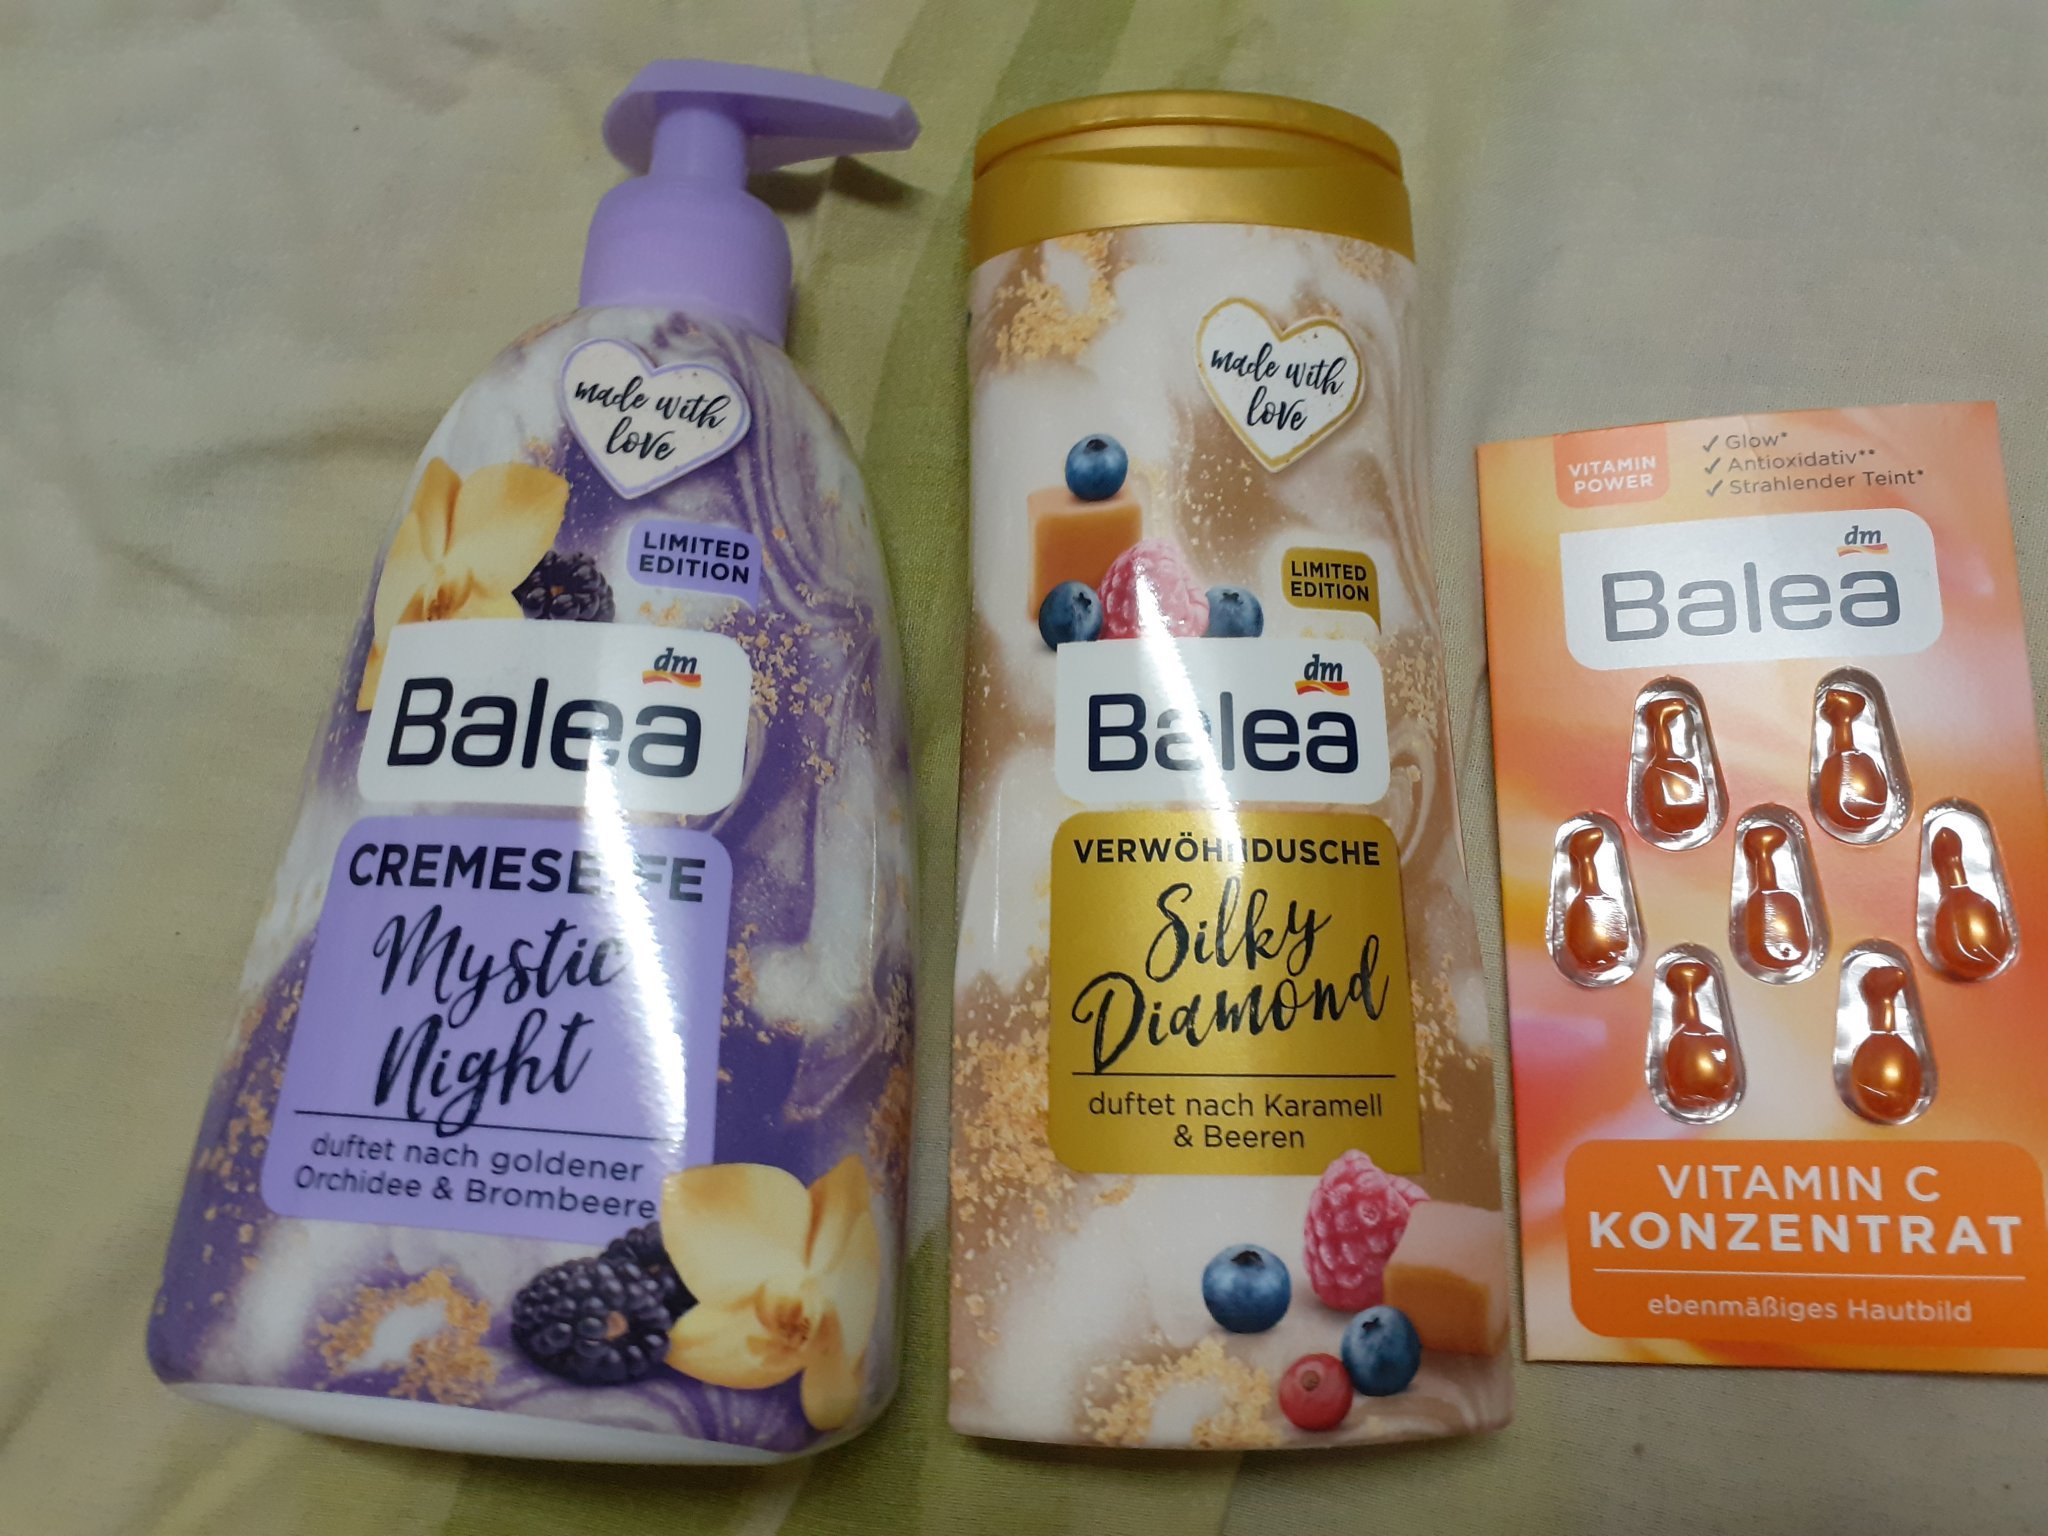 made with
love
LIMITED
EDITION
dm
Balea
CREMESEIFE
Mystic
Night
duftet nach goldener
Orchidee & Brombeere
made with
love
LIMITED
EDITION
dm
Balea
VERWÖHNDUSCHE
Silky
Diamond
duftet nach Karamell
& Beeren
VITAMIN
POWER
✓ Glow*
✓ Antioxidativ**
✓ Strahlender Teint*
dm
Balea
VITAMIN C
KONZENTRAT
ebenmäßiges Hautbild